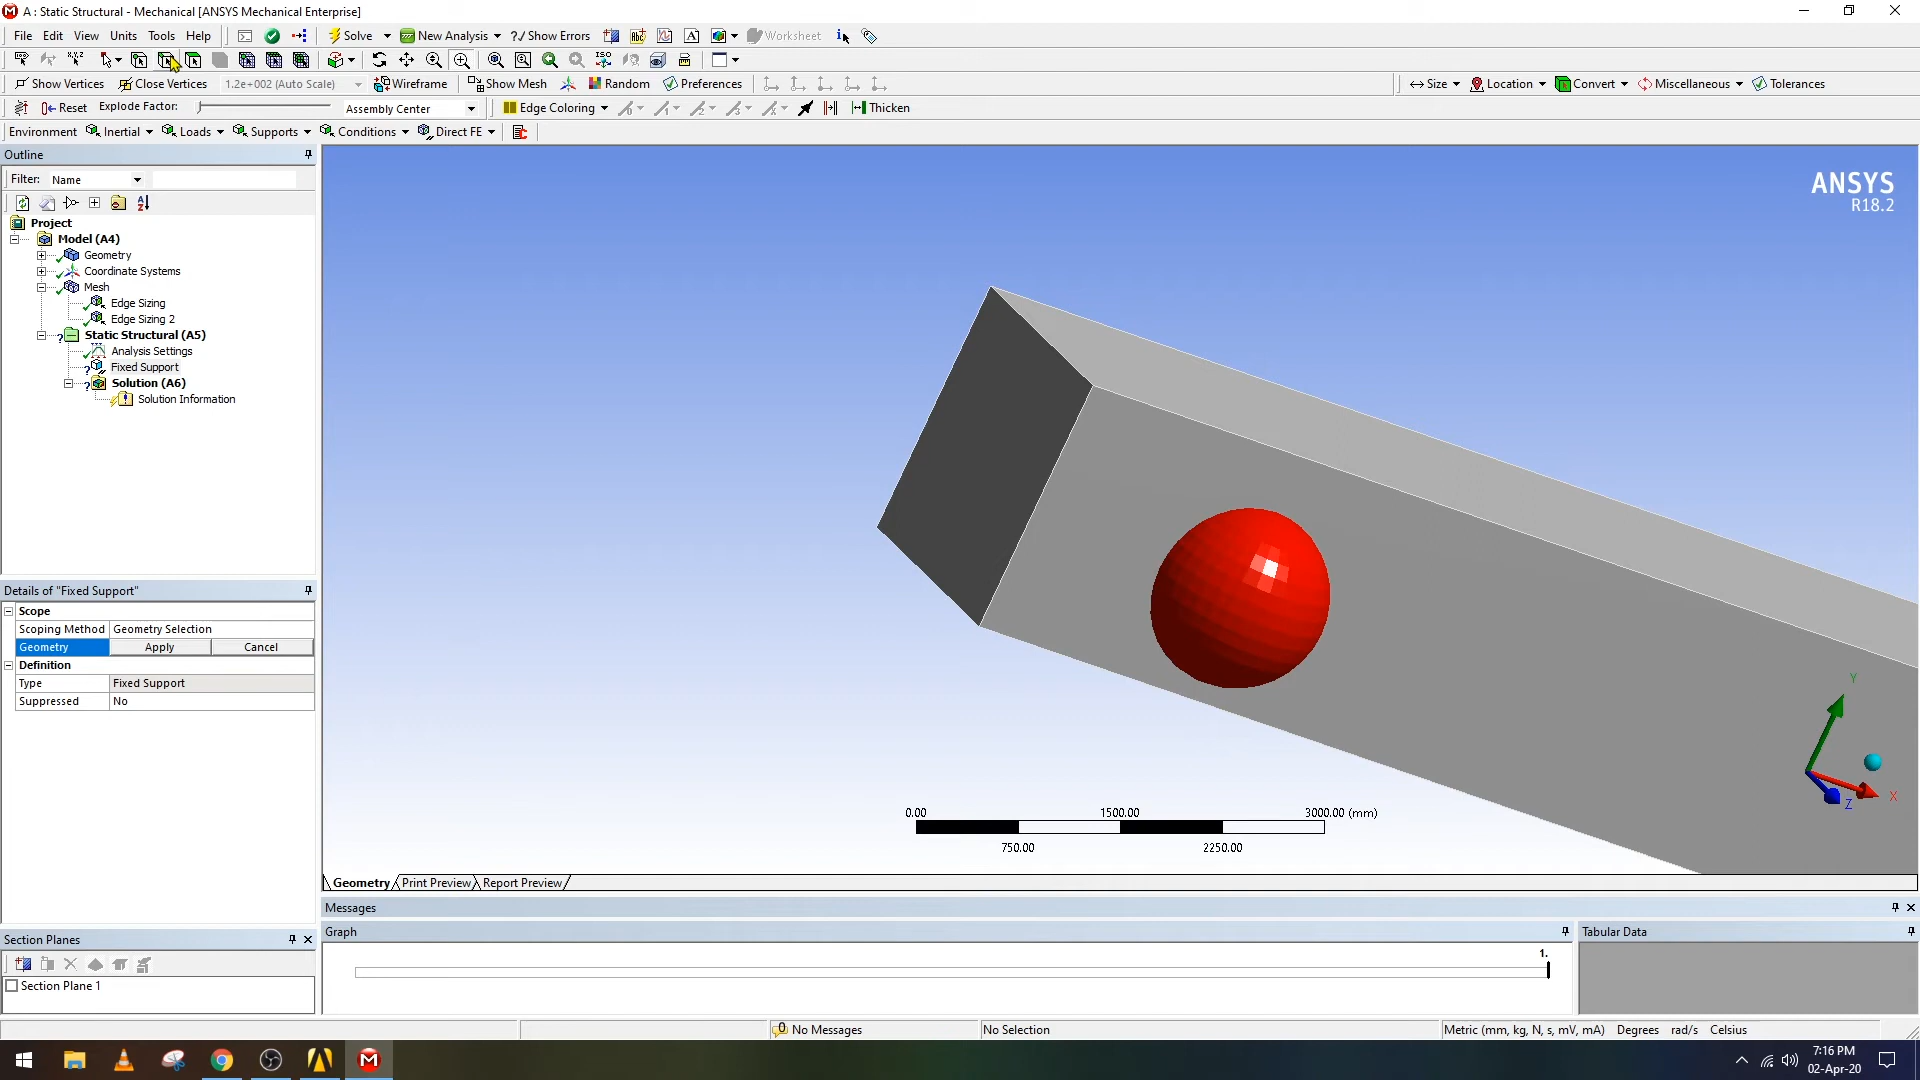 A : Static Structural - Mechanical [ANSYS Mechanical Enterprise]
File Edit View Units Tools Help Solve New Analysis ?/Show Errors Worksheet
Show Vertices Close Vertices 1.2e+002 (Auto Scale) Wireframe Show Mesh Random Preferences Size Location Convert Miscellaneous Tolerances
Reset Explode Factor: Assembly Center Edge Coloring Thicken
Environment Inertial Loads Supports Conditions Direct FE
Outline
Filter: Name
Project
Model (A4)
Geometry
Coordinate Systems
Mesh
Edge Sizing
Edge Sizing 2
Static Structural (A5)
Analysis Settings
Fixed Support
Solution (A6)
Solution Information
ANSYS
R18.2
Details of "Fixed Support"
Scope
Scoping Method Geometry Selection
Geometry Apply Cancel
Definition
Type Fixed Support
Suppressed No
Y
X
Z
0.00 1500.00 3000.00 (mm)
750.00 2250.00
Geometry Print Preview Report Preview
Messages
Graph
Tabular Data
1.
Section Planes
Section Plane 1
0 No Messages No Selection Metric (mm, kg, N, s, mV, mA) Degrees rad/s Celsius
7:16 PM
02-Apr-20